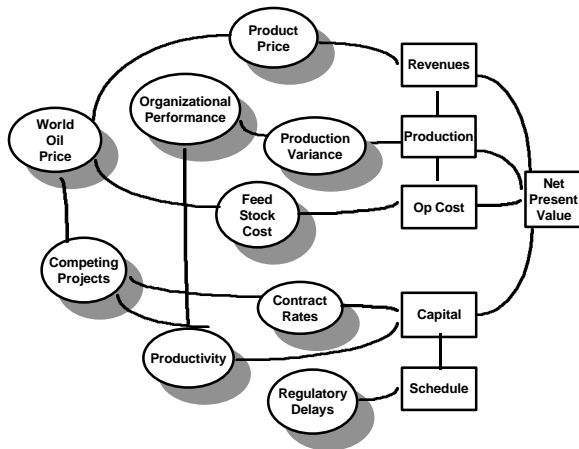 Product
Price
Revenues
Organizational
Performance
World
Oil
Price
Production
Variance
Production
Feed
Stock
Cost
Op Cost
Net
Present
Value
Competing
Projects
Contract
Rates
Capital
Productivity
Regulatory
Delays
Schedule